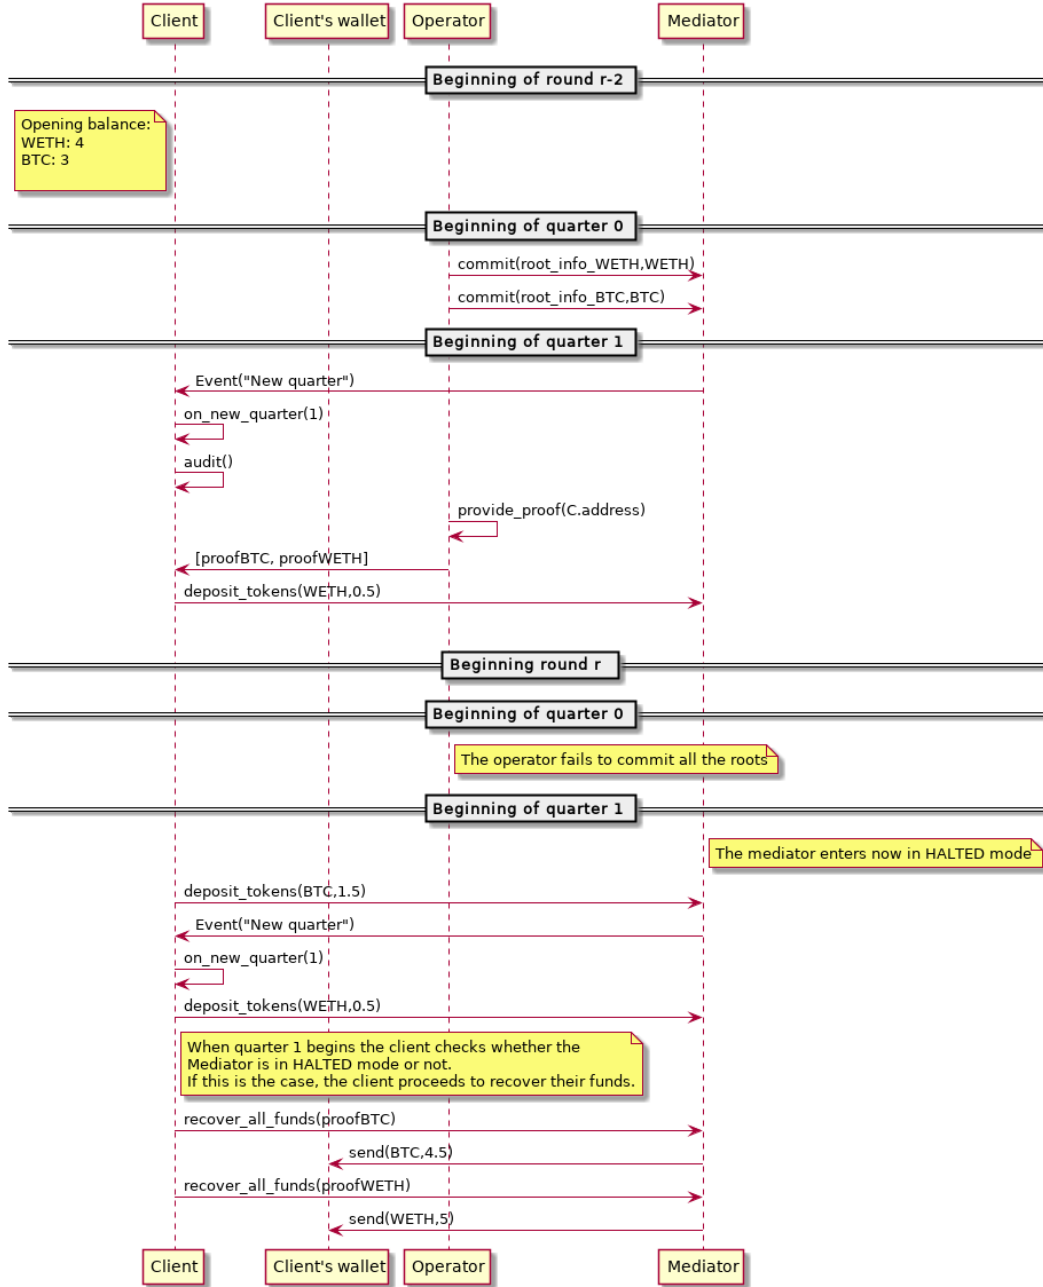 Client
Client's wallet
Operator
Mediator
Beginning of round r-2
Opening balance:
WETH: 4
BTC: 3
Beginning of quarter 0
commit(root_info_WETH,WETH)
commit(root_info_BTC,BTC)
Beginning of quarter 1
Event("New quarter")
on_new_quarter(1)
audit()
provide_proof(C.address)
[proofBTC, proofWETH]
deposit_tokens(WETH,0.5)
Beginning round r
Beginning of quarter 0
The operator fails to commit all the roots
Beginning of quarter 1
The mediator enters now in HALTED mode
deposit_tokens(BTC,1.5)
Event("New quarter")
on_new_quarter(1)
deposit_tokens(WETH,0.5)
When quarter 1 begins the client checks whether the
Mediator is in HALTED mode or not.
If this is the case, the client proceeds to recover their funds.
recover_all_funds(proofBTC)
send(BTC,4.5)
recover_all_funds(proofWETH)
send(WETH,5)
Client
Client's wallet
Operator
Mediator